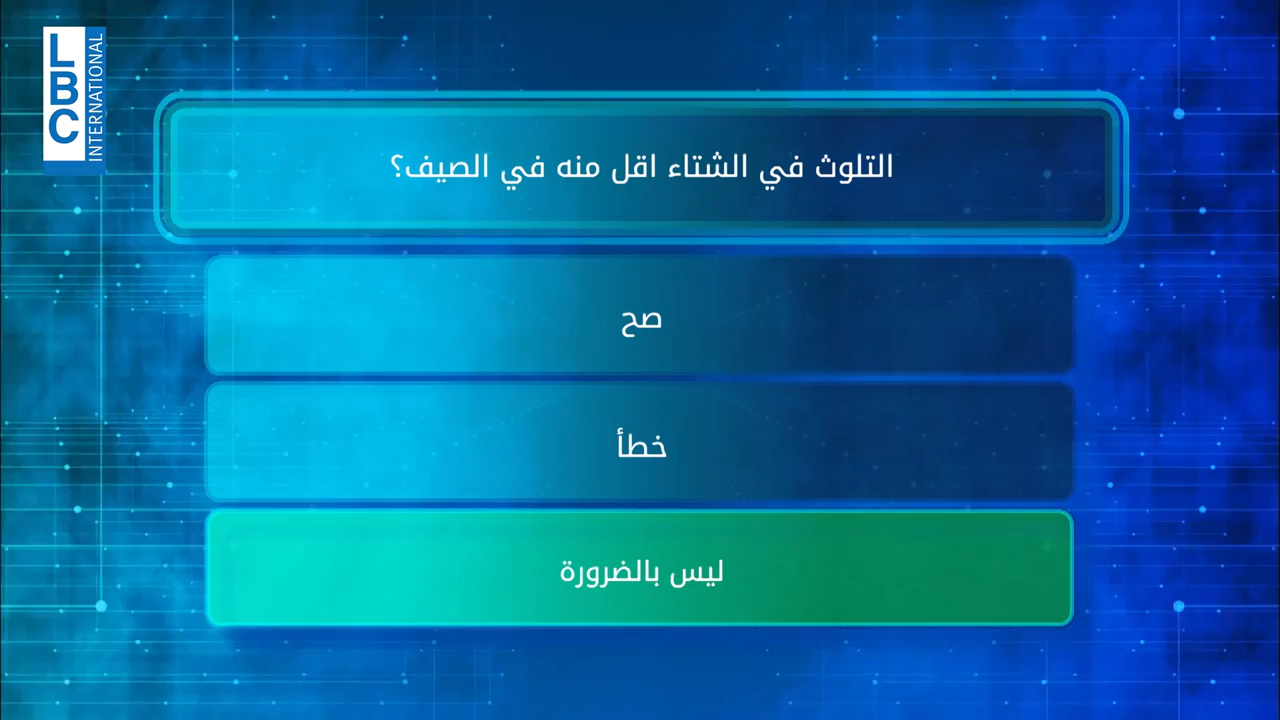 LBC
INTERNATIONAL
التلوث في الشتاء اقل منه في الصيف؟
صح
خطأ
ليس بالضرورة